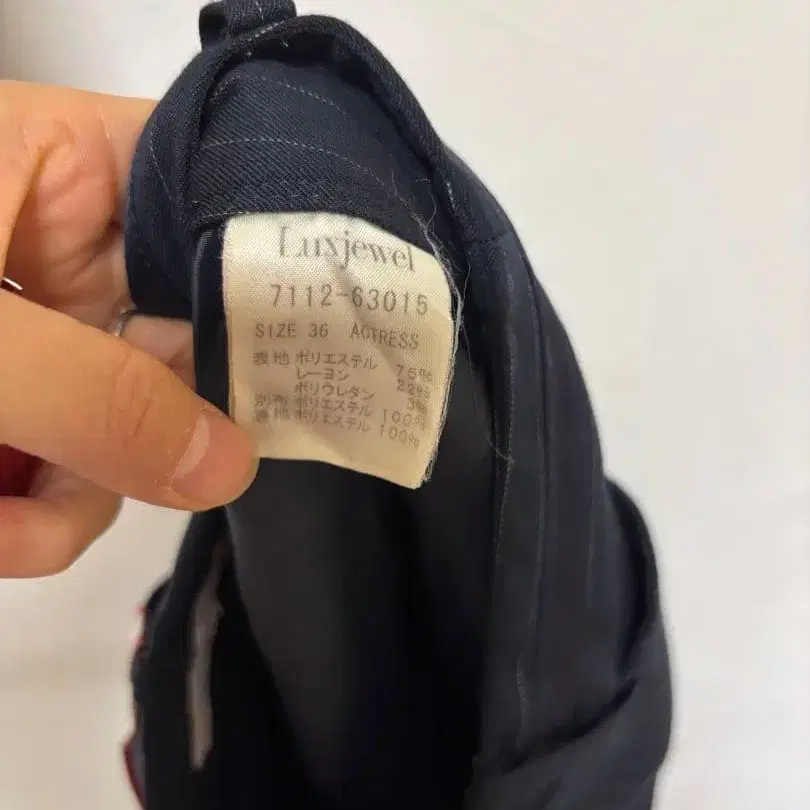 Luxjewel
7112-63015
SIZE 36 ACTRESS
表地 ポリエステル 75%
レーヨン 22%
ポリウレタン 3%
別布 ポリエステル 100%
裏地 ポリエステル 100%